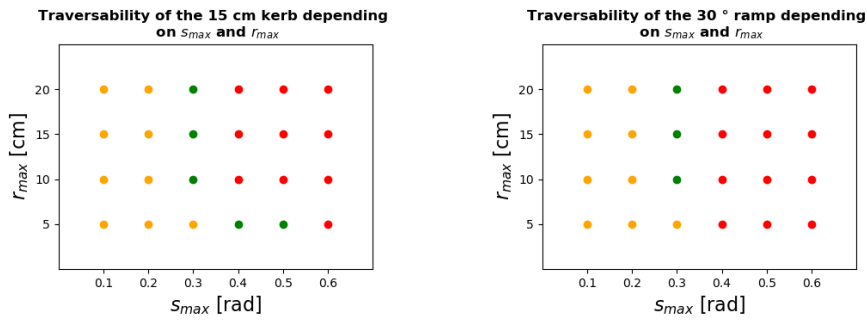 Traversability of the 15 cm kerb depending
on s_max and r_max
r_max [cm]
20
15
10
5
0.1 0.2 0.3 0.4 0.5 0.6
s_max [rad]
Traversability of the 30 ° ramp depending
on s_max and r_max
r_max [cm]
20
15
10
5
0.1 0.2 0.3 0.4 0.5 0.6
s_max [rad]